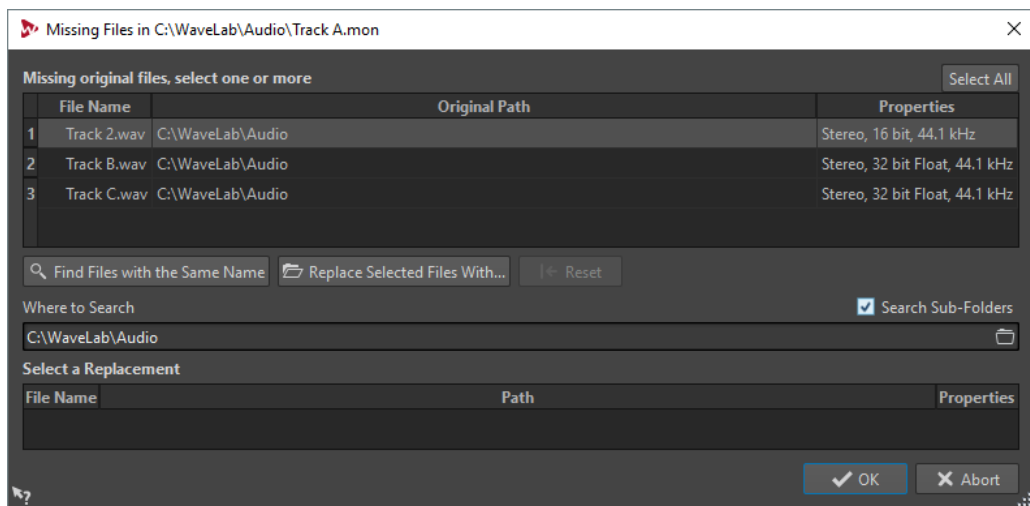 Missing Files in C:\WaveLab\Audio\Track A.mon
Missing original files, select one or more
Select All
File Name Original Path Properties
1 Track 2.wav C:\WaveLab\Audio Stereo, 16 bit, 44.1 kHz
2 Track B.wav C:\WaveLab\Audio Stereo, 32 bit Float, 44.1 kHz
3 Track C.wav C:\WaveLab\Audio Stereo, 32 bit Float, 44.1 kHz
Find Files with the Same Name Replace Selected Files With... Reset
Where to Search Search Sub-Folders
C:\WaveLab\Audio
Select a Replacement
File Name Path Properties
OK Abort
?